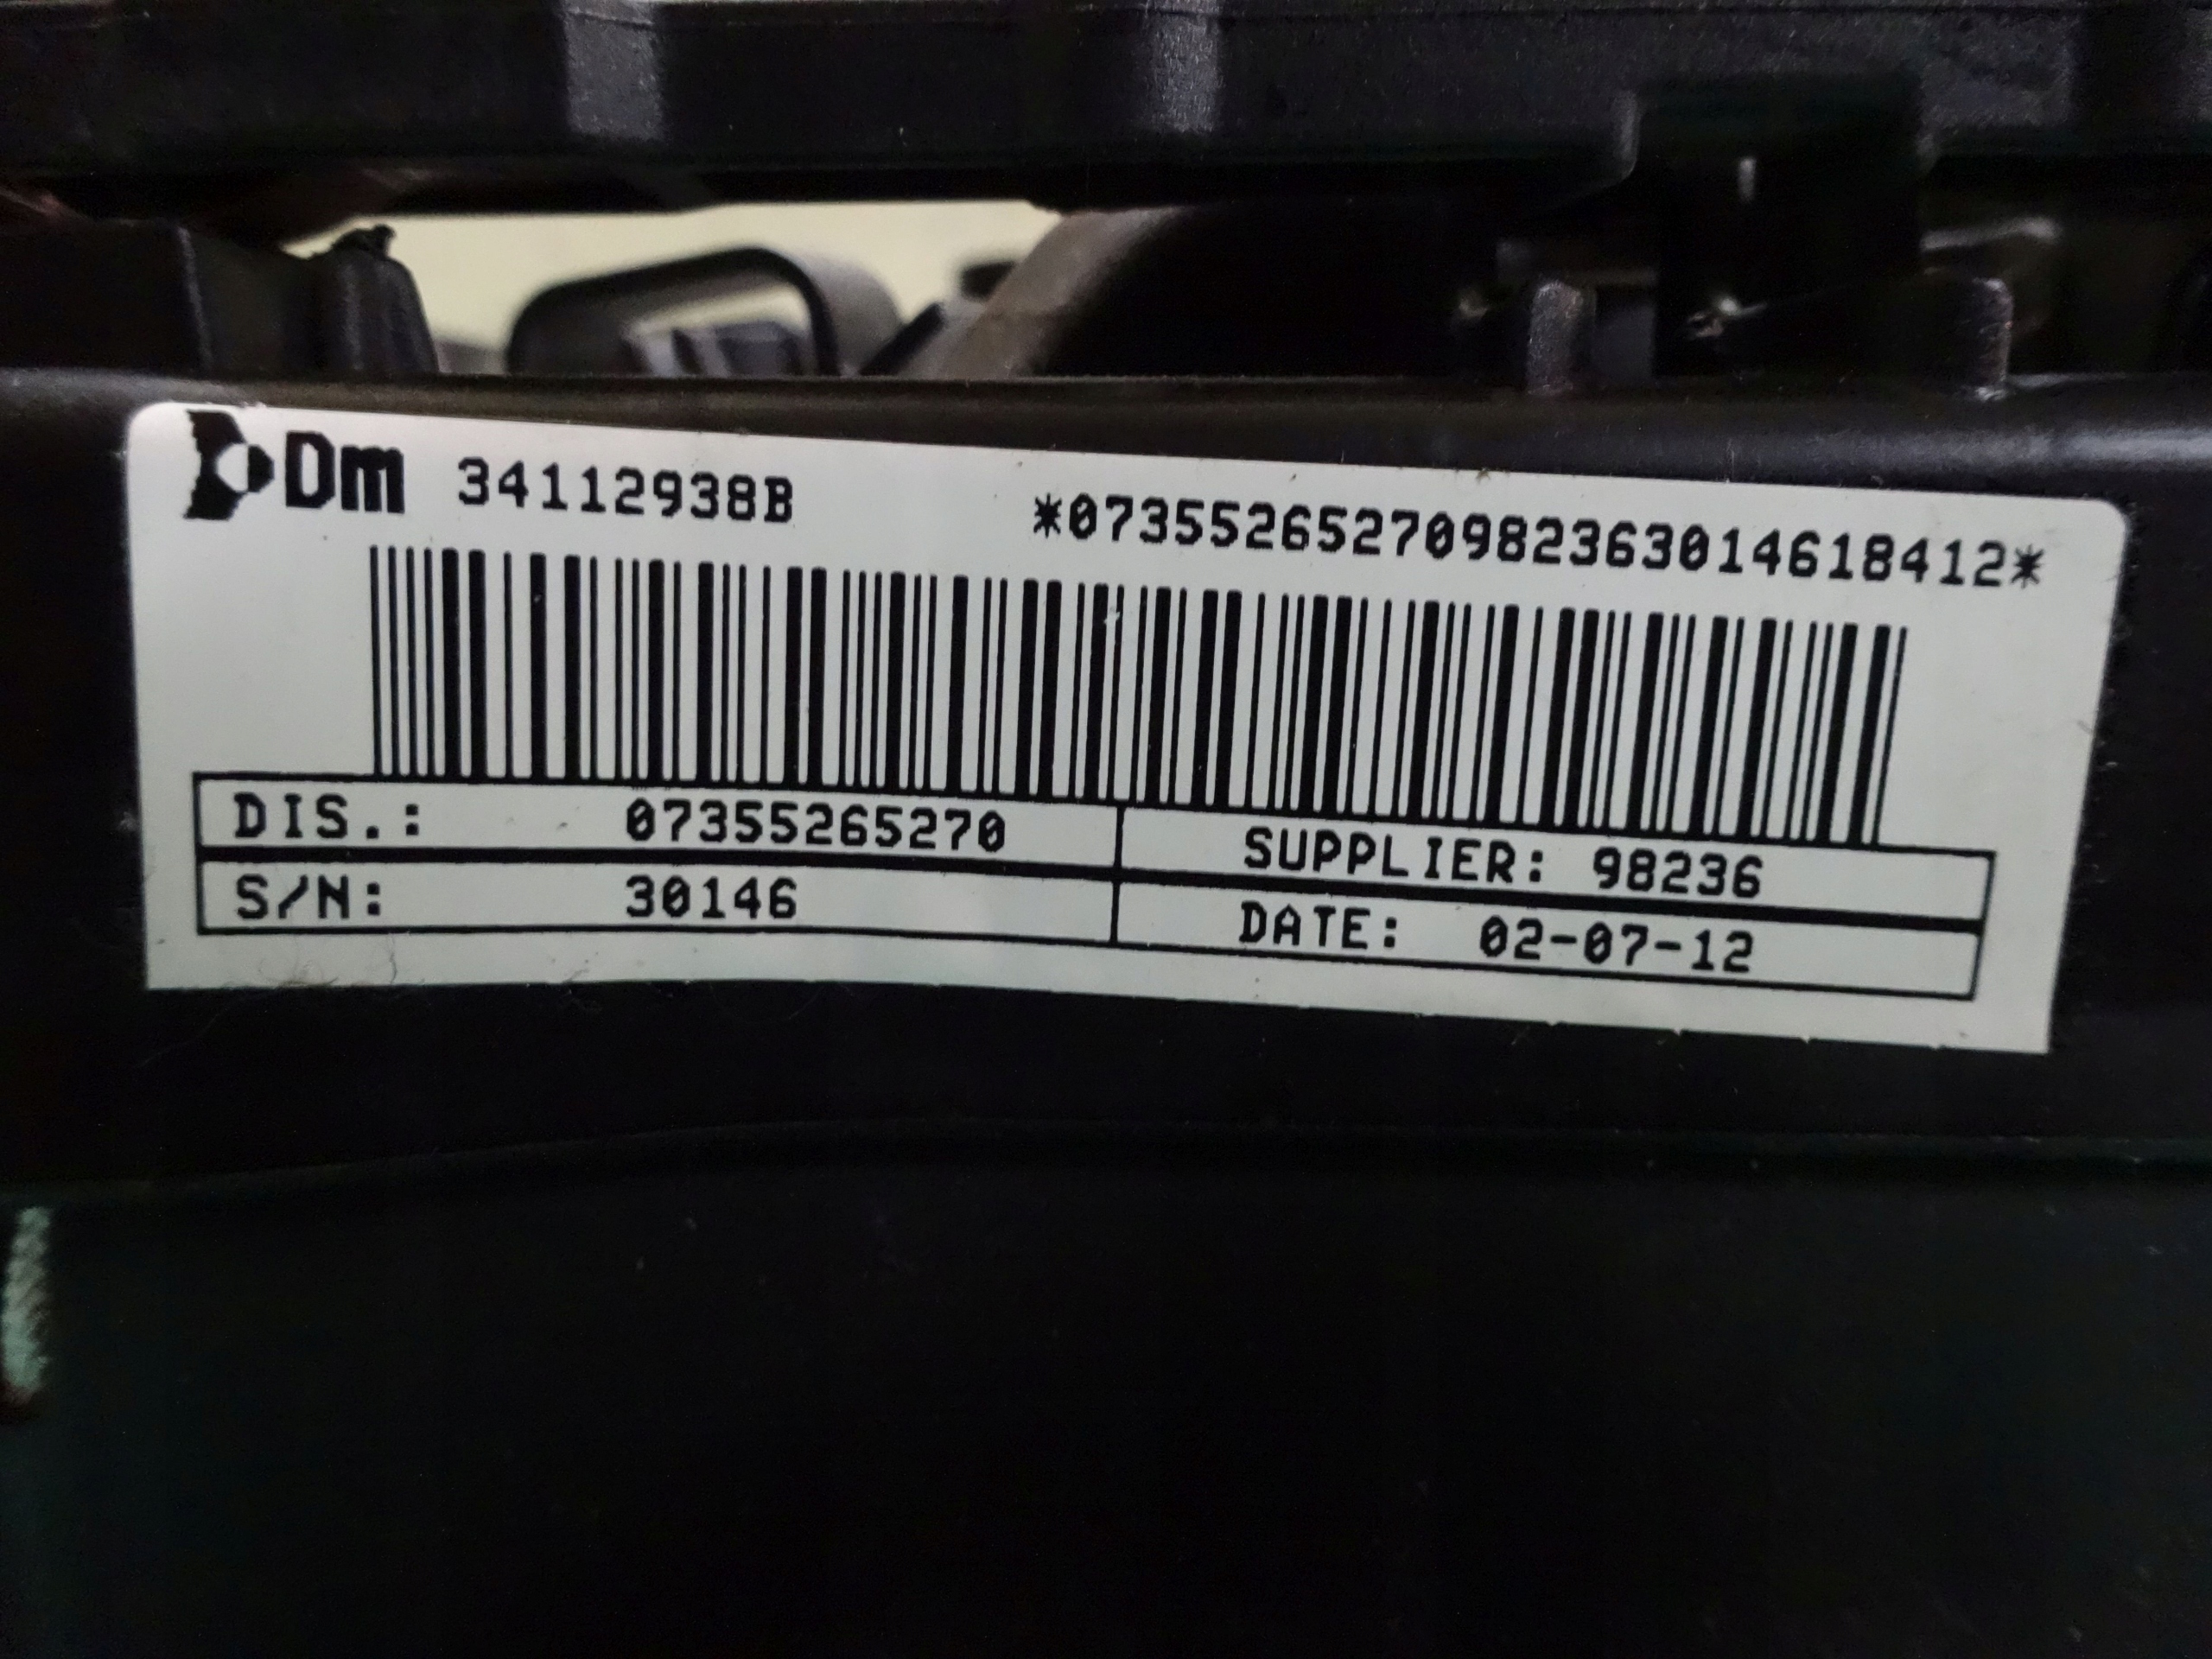 Dm 34112938B *07355265270982363014618412*
DIS.: 07355265270 SUPPLIER: 98236
S/N: 30146 DATE: 02-07-12